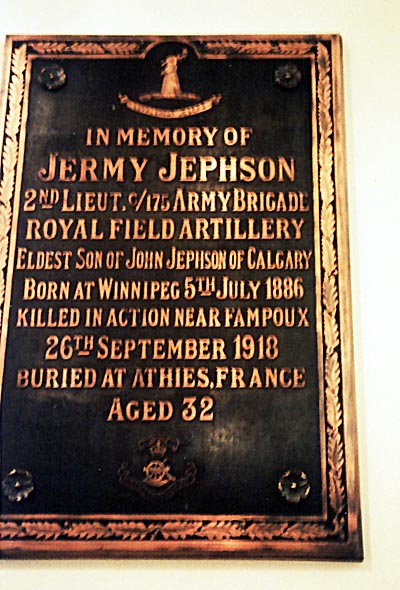 IN MEMORY OF
JERMY JEPHSON
2ND LIEUT. C/175 ARMY BRIGADE
ROYAL FIELD ARTILLERY
ELDEST SON OF JOHN JEPHSON OF CALGARY
BORN AT WINNIPEG 5TH JULY 1886
KILLED IN ACTION NEAR FAMPOUX
26TH SEPTEMBER 1918
BURIED AT ATHIES, FRANCE
AGED 32